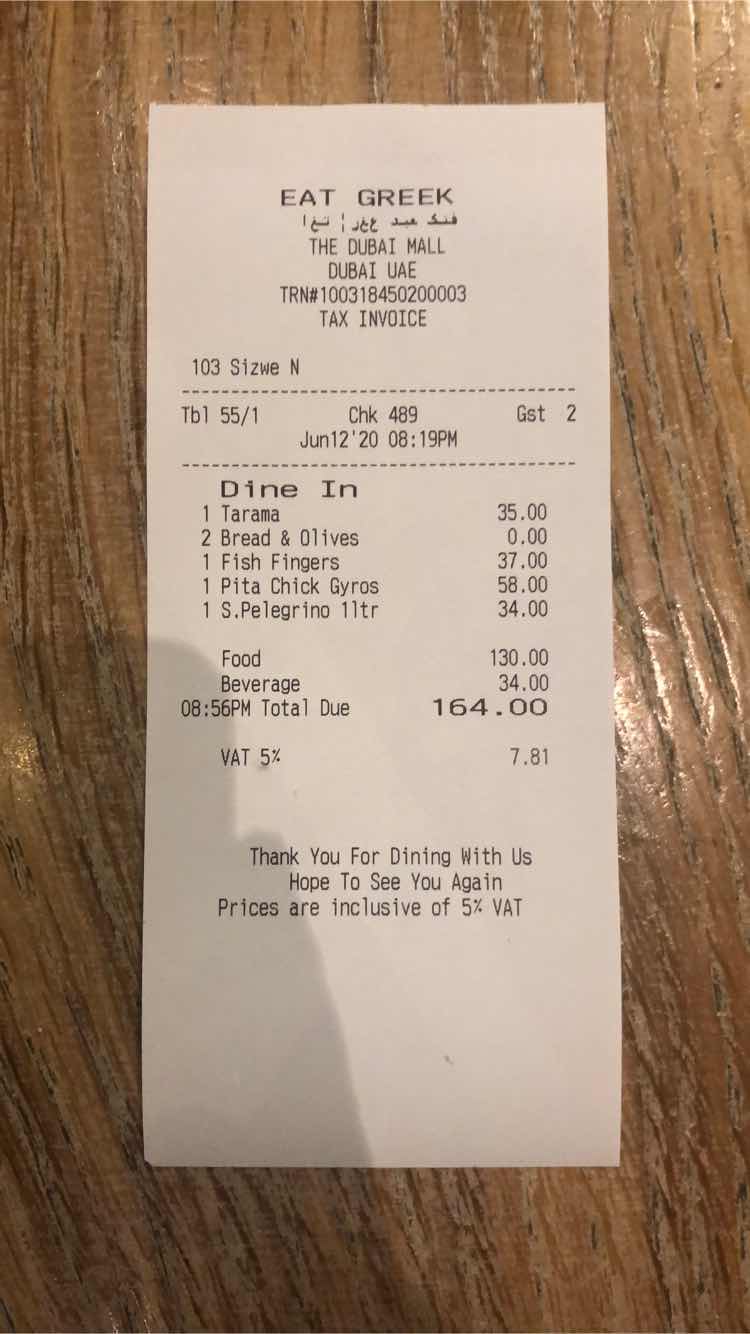 EAT GREEK
THE DUBAI MALL
DUBAI UAE
TRN#100318450200003
TAX INVOICE
103 Sizwe N
Tbl 55/1 Chk 489 Gst 2
Jun12'20 08:19PM
Dine In
1 Tarama 35.00
2 Bread & Olives 0.00
1 Fish Fingers 37.00
1 Pita Chick Gyros 58.00
1 S.Pelegrino 1ltr 34.00
Food 130.00
Beverage 34.00
08:56PM Total Due 164.00
VAT 5% 7.81
Thank You For Dining With Us
Hope To See You Again
Prices are inclusive of 5% VAT